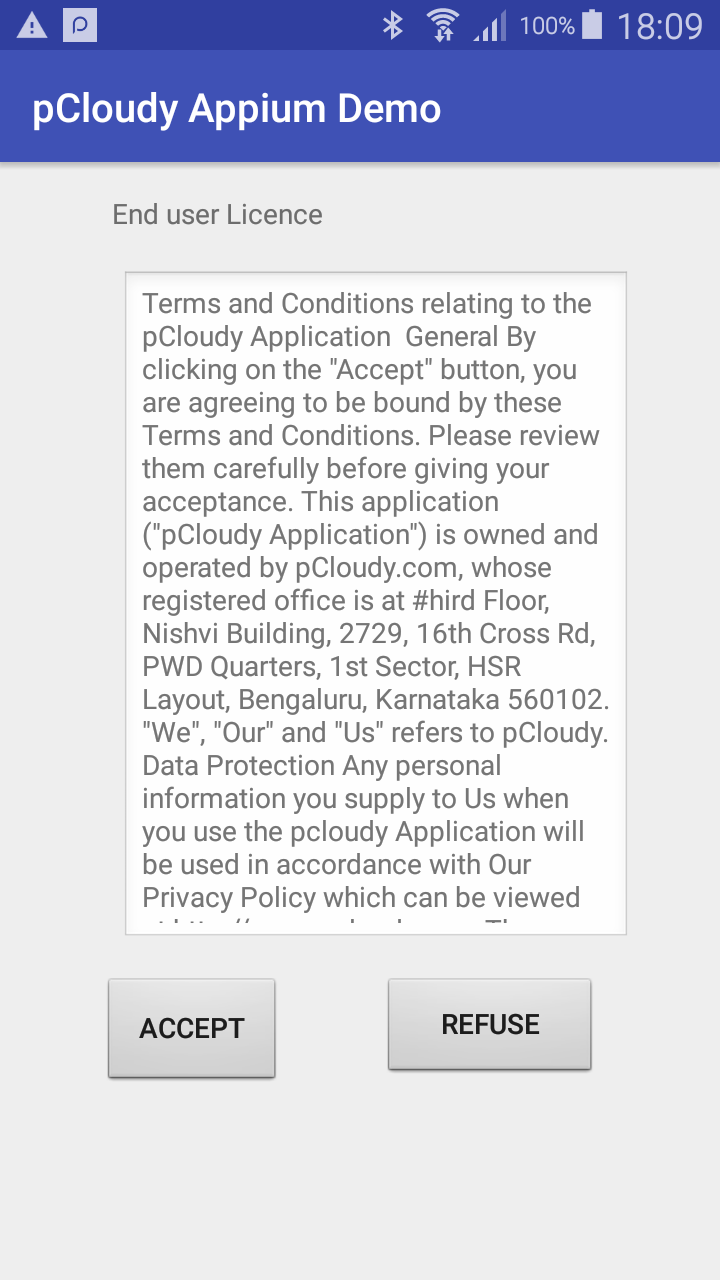 100% 18:09
pCloudy Appium Demo
End user Licence
Terms and Conditions relating to the
pCloudy Application  General By
clicking on the "Accept" button, you
are agreeing to be bound by these
Terms and Conditions. Please review
them carefully before giving your
acceptance. This application
("pCloudy Application") is owned and
operated by pCloudy.com, whose
registered office is at #hird Floor,
Nishvi Building, 2729, 16th Cross Rd,
PWD Quarters, 1st Sector, HSR
Layout, Bengaluru, Karnataka 560102.
"We", "Our" and "Us" refers to pCloudy.
Data Protection Any personal
information you supply to Us when
you use the pcloudy Application will
be used in accordance with Our
Privacy Policy which can be viewed
ACCEPT
REFUSE